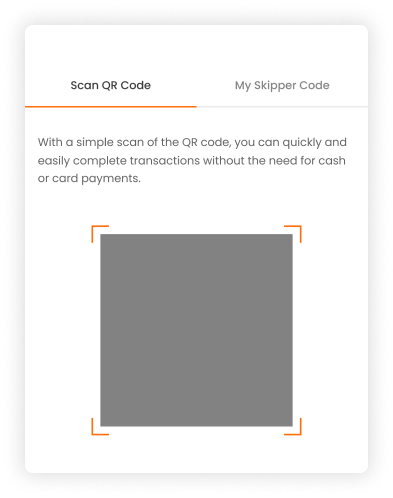 Scan QR Code
My Skipper Code
With a simple scan of the QR code, you can quickly and
easily complete transactions without the need for cash
or card payments.